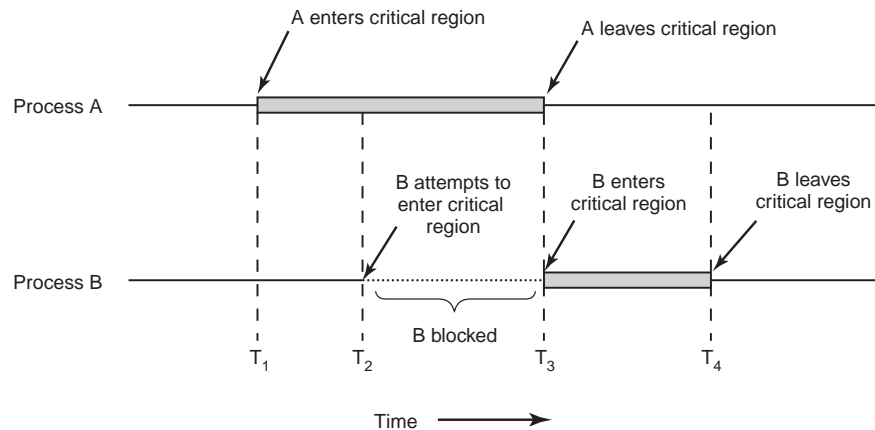 A enters critical region
A leaves critical region
Process A
B attempts to
enter critical
region
B enters
critical region
B leaves
critical region
Process B
B blocked
T1
T2
T3
T4
Time